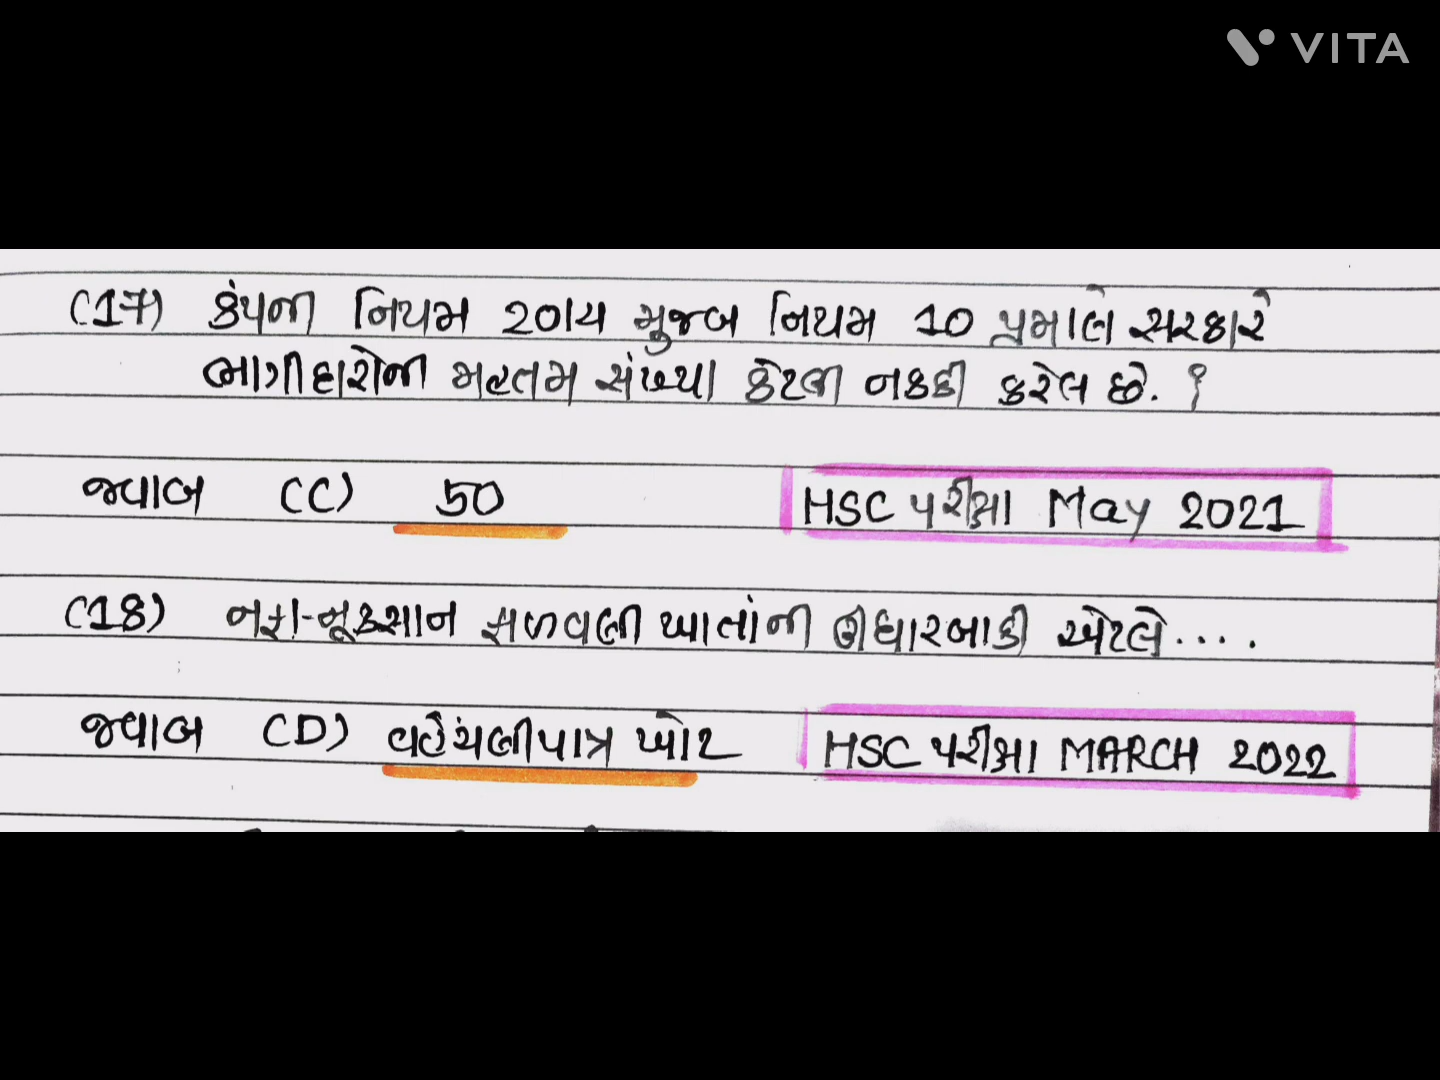 VITA
(17) કંપની નિયમ 2014 મુજબ નિયમ 10 પ્રમાણે સરકારે
ભાગીદારોની મહત્તમ સંખ્યા કેટલી નક્કી કરેલ છે. ?
જવાબ (C) 50 HSC પરીક્ષા May 2021
(18) નફા-નુકશાન ફાળવણી ખાતાંની ઉધારબાકી એટલે....
જવાબ (D) વહેંચણીપાત્ર ખોટ HSC પરીક્ષા MARCH 2022